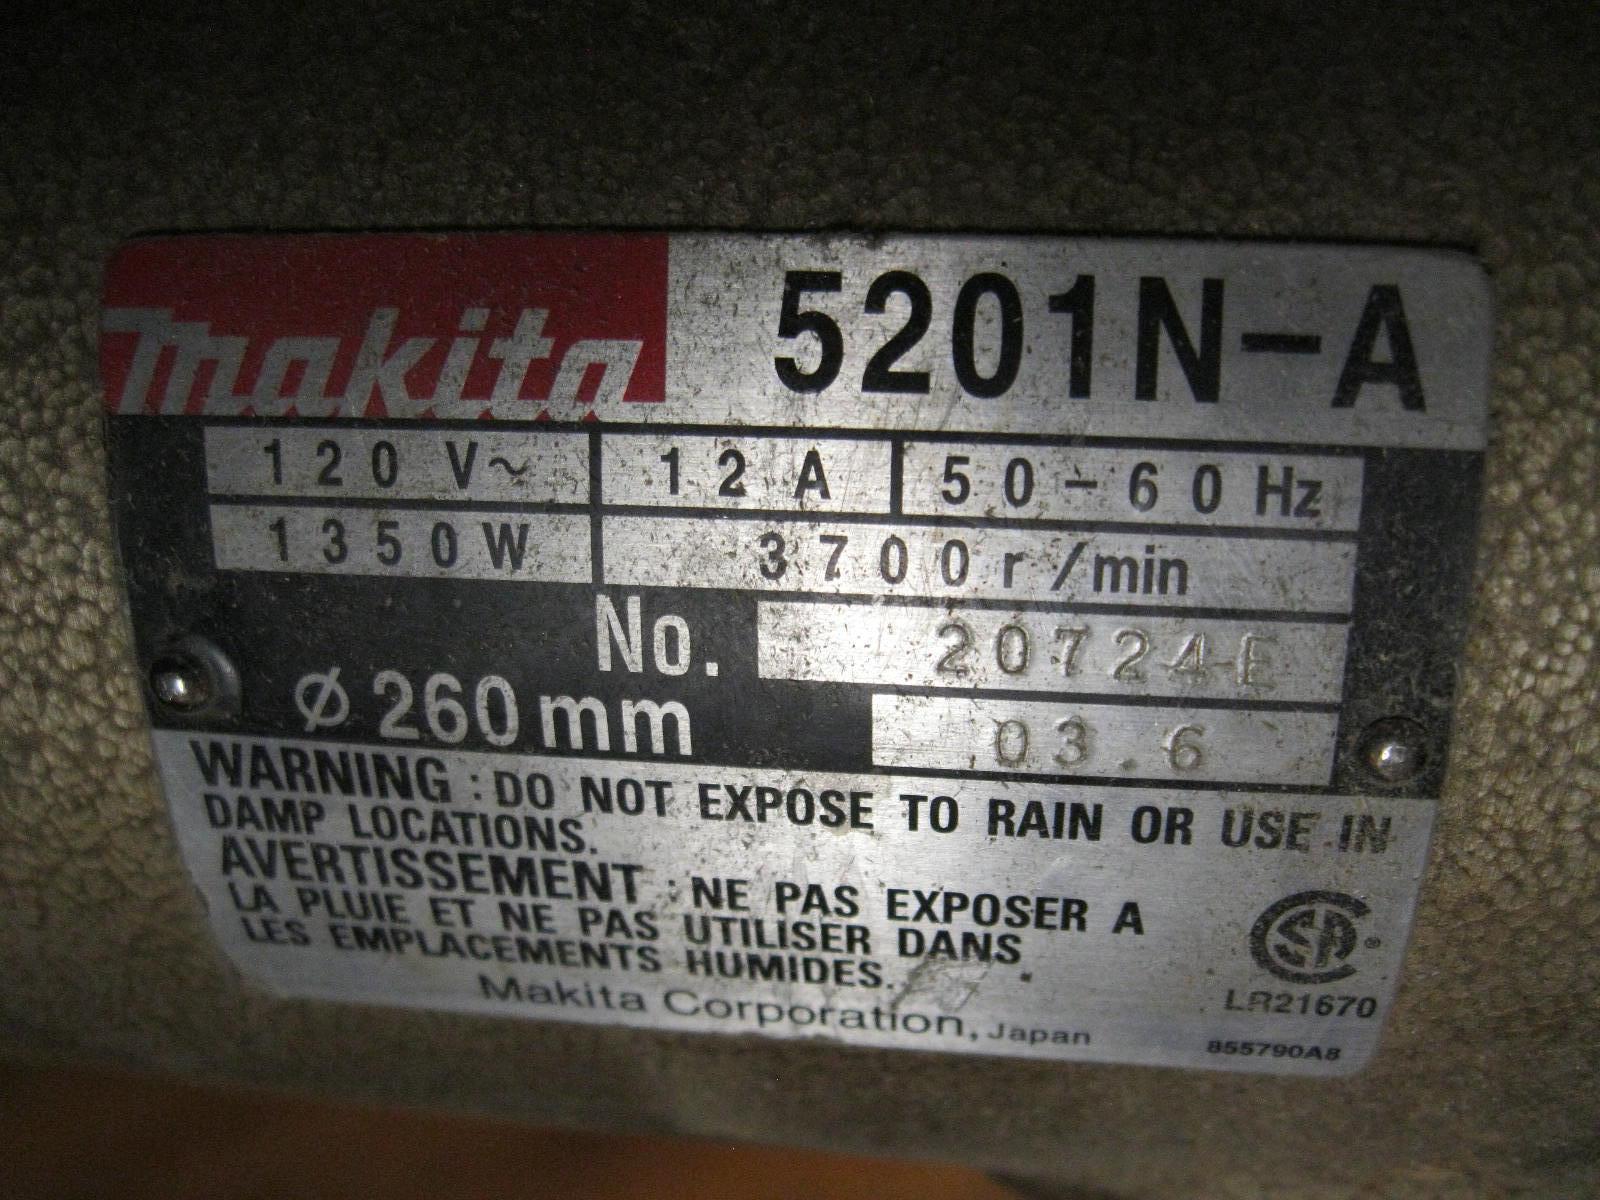 makita 5201N-A
120 V~ 12 A 50-60 Hz
1350 W 3700 r/min
No. 20724E
ø 260 mm 03.6
WARNING : DO NOT EXPOSE TO RAIN OR USE IN
DAMP LOCATIONS.
AVERTISSEMENT : NE PAS EXPOSER A
LA PLUIE ET NE PAS UTILISER DANS
LES EMPLACEMENTS HUMIDES.
Makita Corporation, Japan
CSA®
LR21670
855790A8